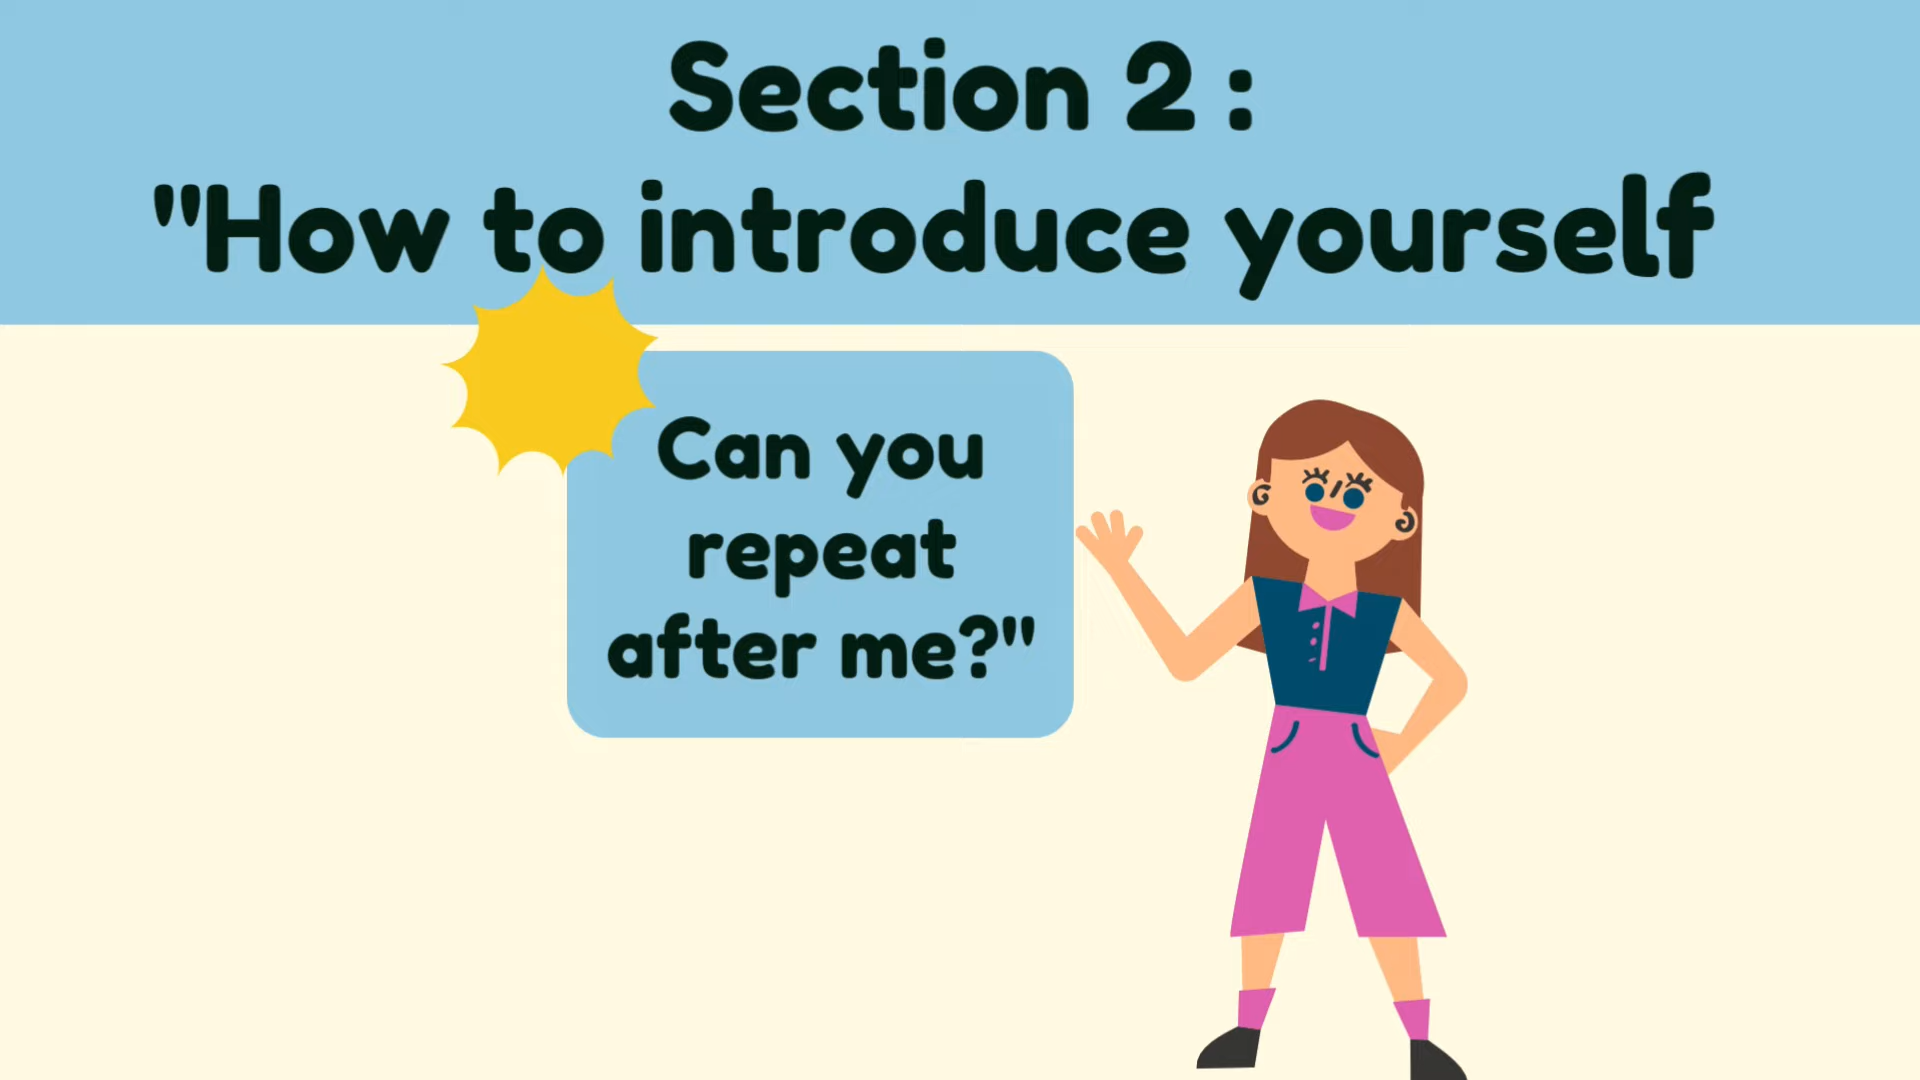 Section 2 :
"How to introduce yourself
Can you
repeat
after me?"